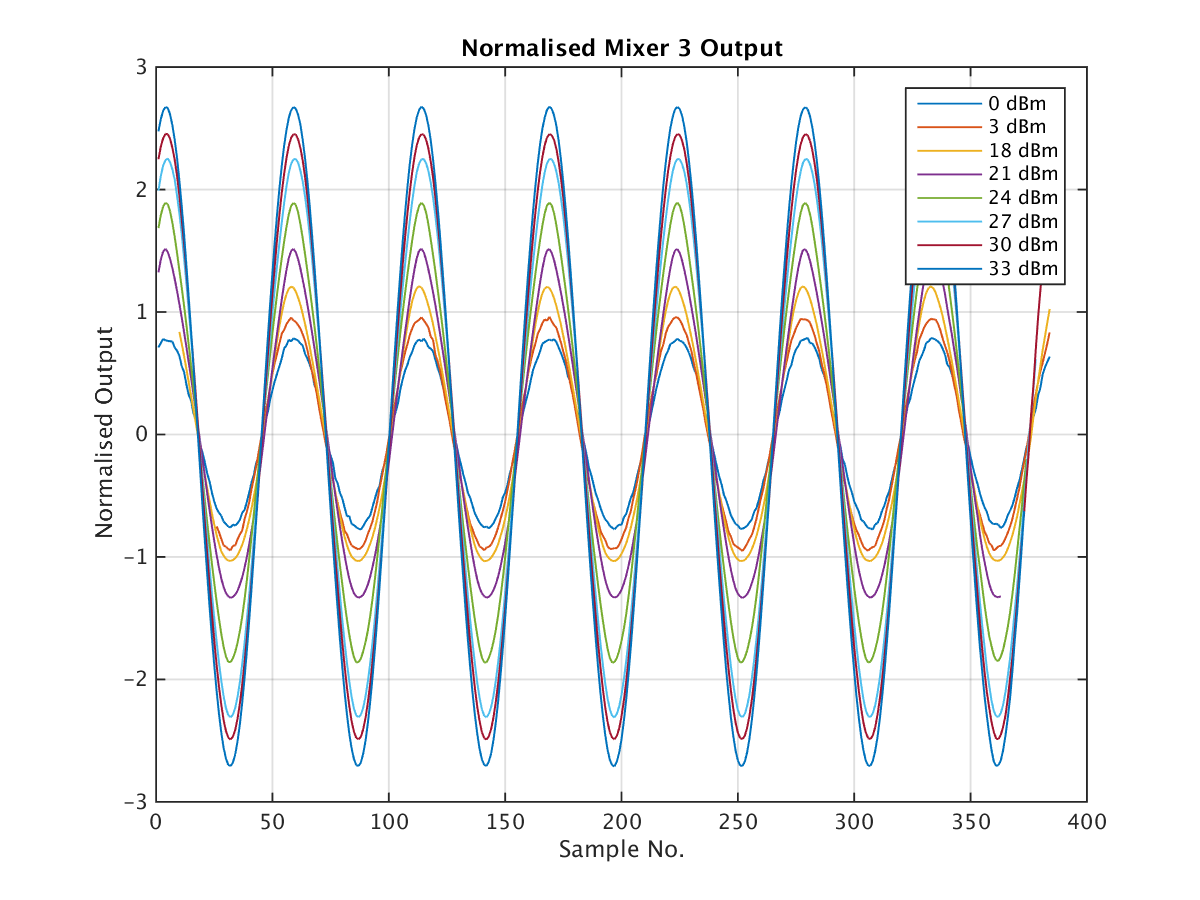 Normalised Mixer 3 Output
3
2
1
0
−1
−2
−3
Normalised Output
0 dBm
3 dBm
18 dBm
21 dBm
24 dBm
27 dBm
30 dBm
33 dBm
0 50 100 150 200 250 300 350 400
Sample No.